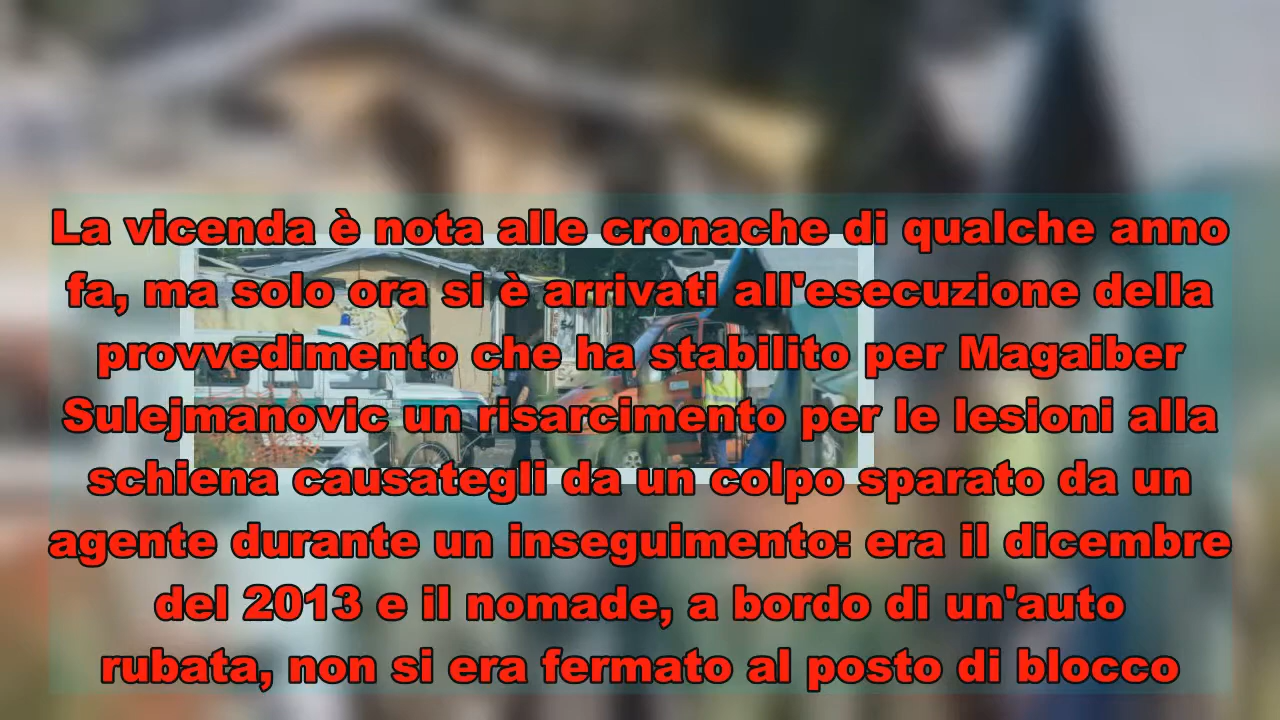 La vicenda è nota alle cronache di qualche anno
fa, ma solo ora si è arrivati all'esecuzione della
provvedimento che ha stabilito per Magaiber
Sulejmanovic un risarcimento per le lesioni alla
schiena causategli da un colpo sparato da un
agente durante un inseguimento: era il dicembre
del 2013 e il nomade, a bordo di un'auto
rubata, non si era fermato al posto di blocco